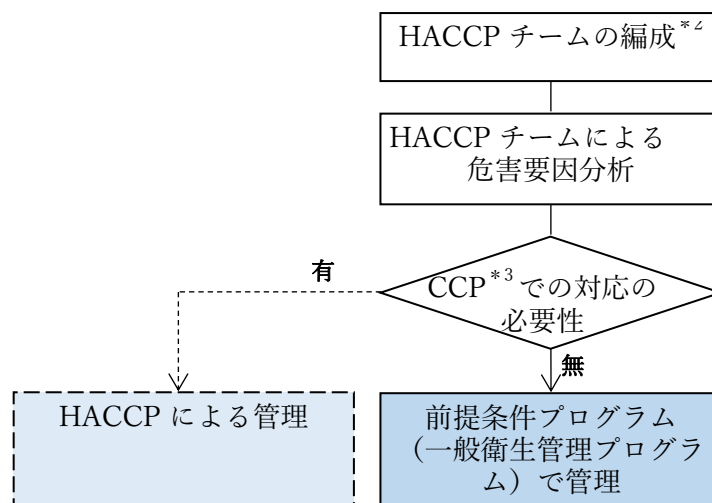 HACCP チームの編成*2
HACCP チームによる
危害要因分析
有
CCP*3での対応の
必要性
無
HACCP による管理
前提条件プログラム
（一般衛生管理プログラ
ム）で管理